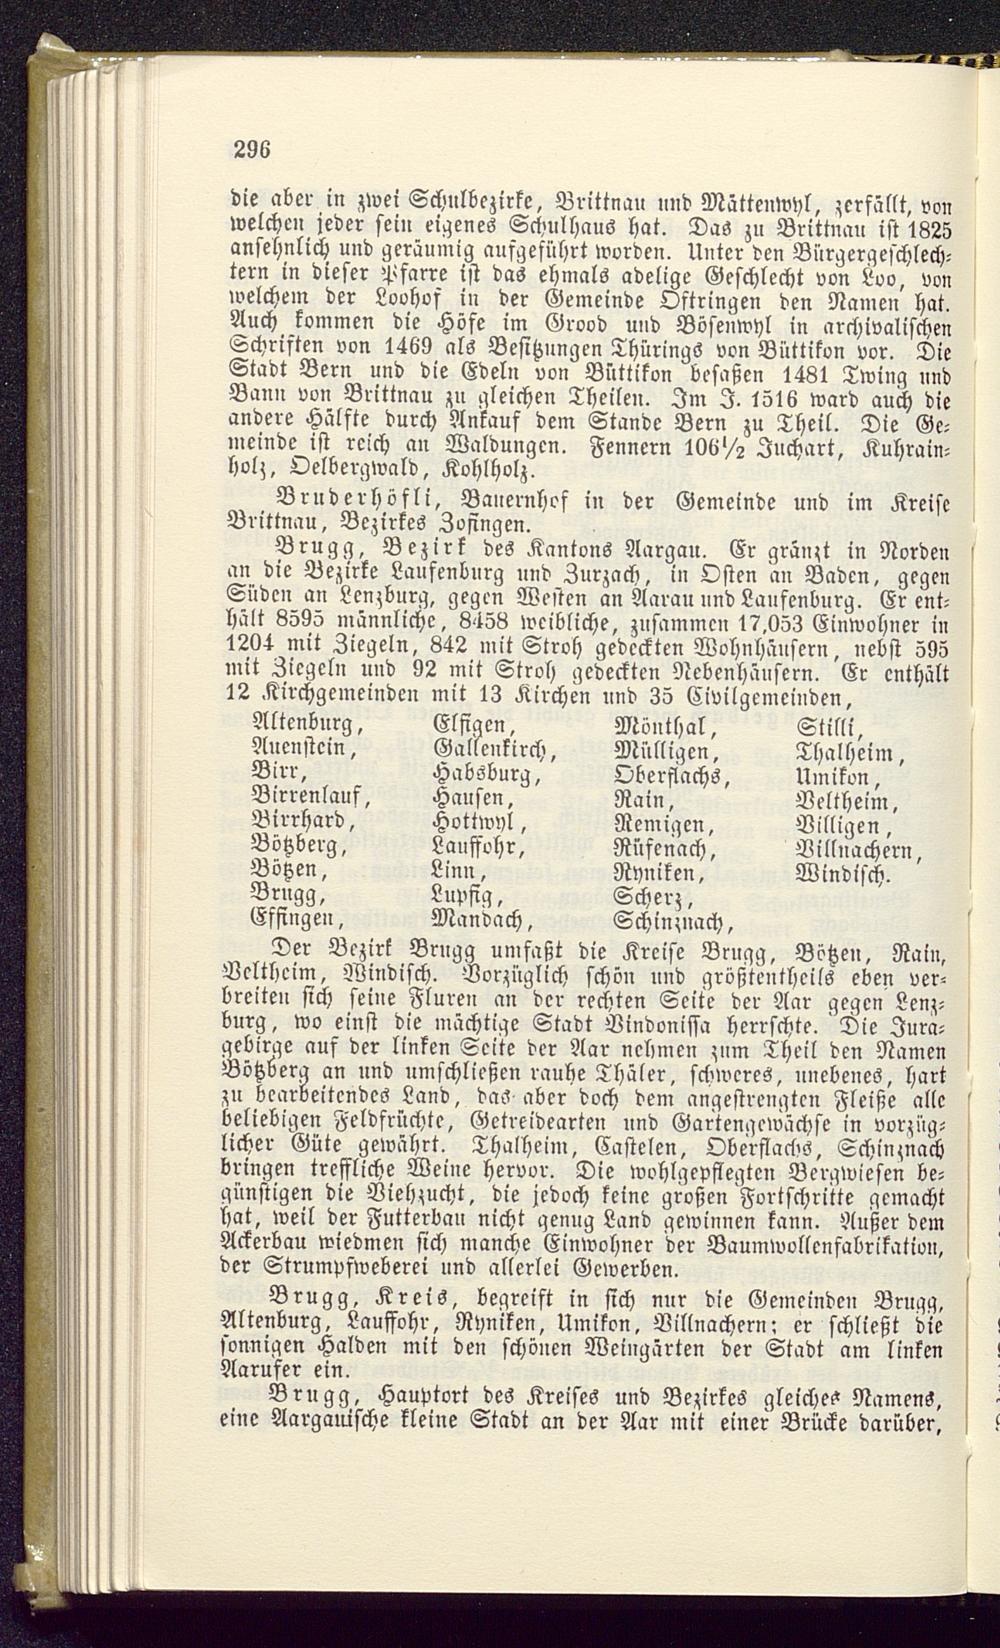 296
die aber in zwei Schulbezirke, Brittnau und Mättenwyl, zerfällt, von
welchen jeder sein eigenes Schulhaus hat. Das zu Brittnau ist 1825
ansehnlich und geräumig aufgeführt worden. Unter den Bürgergeschlech-
tern in dieser Pfarre ist das ehmals adelige Geschlecht von Loo, von
welchem der Loohof in der Gemeinde Oftringen den Namen hat.
Auch kommen die Höfe im Grood und Bösenwyl in archivalischen
Schriften von 1469 als Besitzungen Thürings von Büttikon vor. Die
Stadt Bern und die Edeln von Büttikon besaßen 1481 Twing und
Bann von Brittnau zu gleichen Theilen. Im J. 1516 ward auch die
andere Hälfte durch Ankauf dem Stande Bern zu Theil. Die Ge-
meinde ist reich an Waldungen. Fennern 106½ Juchart, Kuhrain-
holz, Oelbergwald, Kohlholz.
Bruderhöfli, Bauernhof in der Gemeinde und im Kreise
Brittnau, Bezirkes Zofingen.
Brugg, Bezirk des Kantons Aargau. Er gränzt in Norden
an die Bezirke Laufenburg und Zurzach, in Osten an Baden, gegen
Süden an Lenzburg, gegen Westen an Aarau und Laufenburg. Er ent-
hält 8595 männliche, 8458 weibliche, zusammen 17,053 Einwohner in
1204 mit Ziegeln, 842 mit Stroh gedeckten Wohnhäusern, nebst 595
mit Ziegeln und 92 mit Stroh gedeckten Nebenhäusern. Er enthält
12 Kirchgemeinden mit 13 Kirchen und 35 Civilgemeinden,
Altenburg, Elfigen, Mönthal, Stilli,
Auenstein, Gallenkirch, Mülligen, Thalheim,
Birr, Habsburg, Oberflachs, Umikon,
Birrenlauf, Hausen, Rain, Veltheim,
Birrhard, Hottwyl, Remigen, Villigen,
Bötzberg, Lauffohr, Rüfenach, Villnachern,
Bötzen, Linn, Ryniken, Windisch.
Brugg, Lupfig, Scherz,
Effingen, Mandach, Schinznach,
Der Bezirk Brugg umfaßt die Kreise Brugg, Bötzen, Rain,
Veltheim, Windisch. Vorzüglich schön und größtentheils eben ver-
breiten sich seine Fluren an der rechten Seite der Aar gegen Lenz-
burg, wo einst die mächtige Stadt Vindonissa herrschte. Die Jura-
gebirge auf der linken Seite der Aar nehmen zum Theil den Namen
Bötzberg an und umschließen rauhe Thäler, schweres, unebenes, hart
zu bearbeitendes Land, das aber doch dem angestrengten Fleiße alle
beliebigen Feldfrüchte, Getreidearten und Gartengewächse in vorzüg-
licher Güte gewährt. Thalheim, Castelen, Oberflachs, Schinznach
bringen treffliche Weine hervor. Die wohlgepflegten Bergwiesen be-
günstigen die Viehzucht, die jedoch keine großen Fortschritte gemacht
hat, weil der Futterbau nicht genug Land gewinnen kann. Außer dem
Ackerbau wiedmen sich manche Einwohner der Baumwollenfabrikation,
der Strumpfweberei und allerlei Gewerben.
Brugg, Kreis, begreift in sich nur die Gemeinden Brugg,
Altenburg, Lauffohr, Ryniken, Umikon, Villnachern; er schließt die
sonnigen Halden mit den schönen Weingärten der Stadt am linken
Aarufer ein.
Brugg, Hauptort des Kreises und Bezirkes gleiches Namens,
eine Aargauische kleine Stadt an der Aar mit einer Brücke darüber,